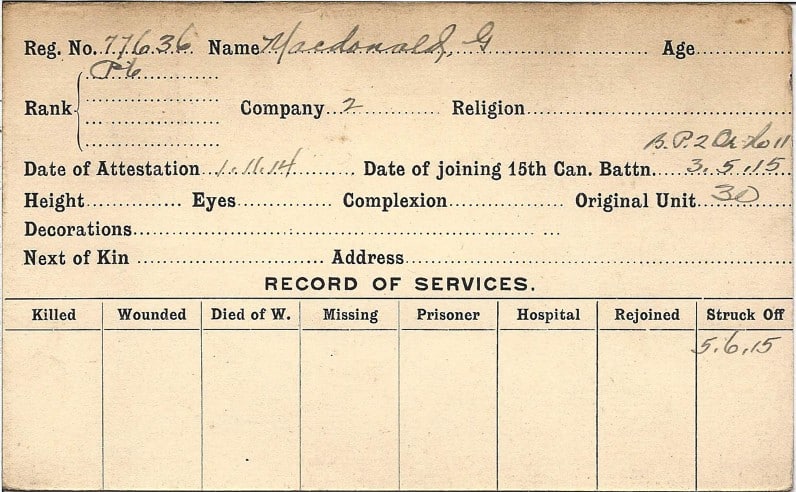 Reg. No. 77636 Name Macdonald, G Age
Pte
Rank Company 2 Religion
B.P. 2 Ch. No 11
Date of Attestation 1.11.14 Date of joining 15th Can. Battn. 3.5.15
Height Eyes Complexion Original Unit 30
Decorations
Next of Kin Address
RECORD OF SERVICES.
Killed Wounded Died of W. Missing Prisoner Hospital Rejoined Struck Off
5.6.15